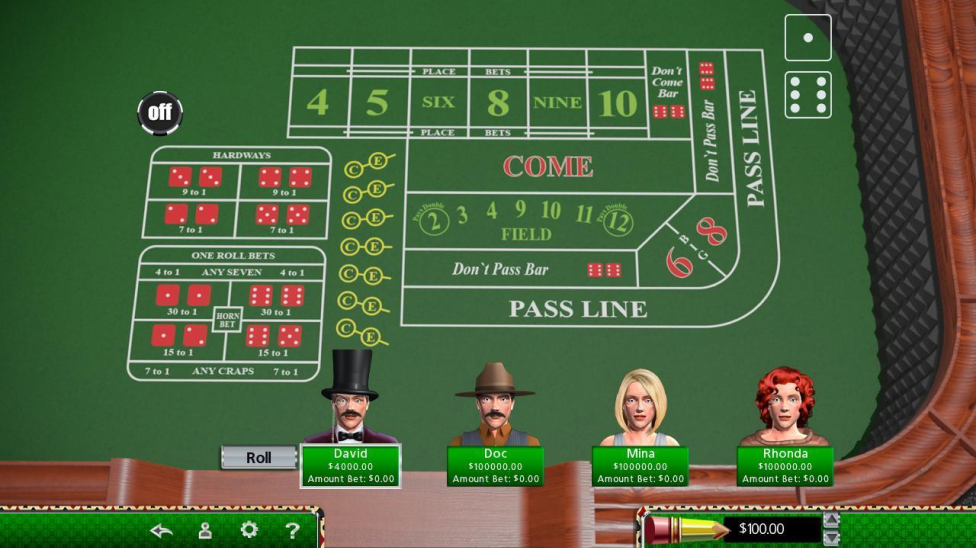 PLACE BETS
4 5 SIX 8 NINE 10
PLACE BETS
Don't
Come
Bar
Don't Pass Bar
PASS LINE
off
HARDWAYS
9 to 1 9 to 1
7 to 1 7 to 1
ONE ROLL BETS
4 to 1 ANY SEVEN 4 to 1
30 to 1 30 to 1
HORN
BET
15 to 1 15 to 1
7 to 1 ANY CRAPS 7 to 1
C E
C E
C E
C E
C E
C E
C E
COME
Pays Double Pays Double
2 3 4 9 10 11 12
FIELD
BIG
6 8
Don't Pass Bar
PASS LINE
Roll
David
$4000.00
Amount Bet: $0.00
Doc
$100000.00
Amount Bet: $0.00
Mina
$100000.00
Amount Bet: $0.00
Rhonda
$100000.00
Amount Bet: $0.00
?
$100.00